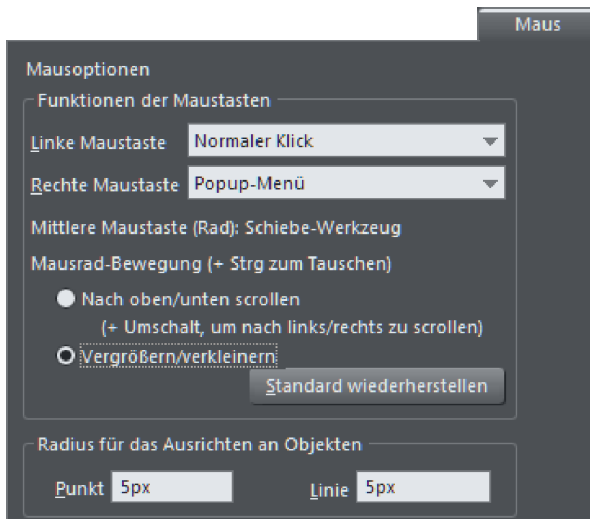 Maus
Mausoptionen
Funktionen der Maustasten
Linke Maustaste Normaler Klick
Rechte Maustaste Popup-Menü
Mittlere Maustaste (Rad): Schiebe-Werkzeug
Mausrad-Bewegung (+ Strg zum Tauschen)
Nach oben/unten scrollen
(+ Umschalt, um nach links/rechts zu scrollen)
Vergrößern/verkleinern
Standard wiederherstellen
Radius für das Ausrichten an Objekten
Punkt 5px Linie 5px